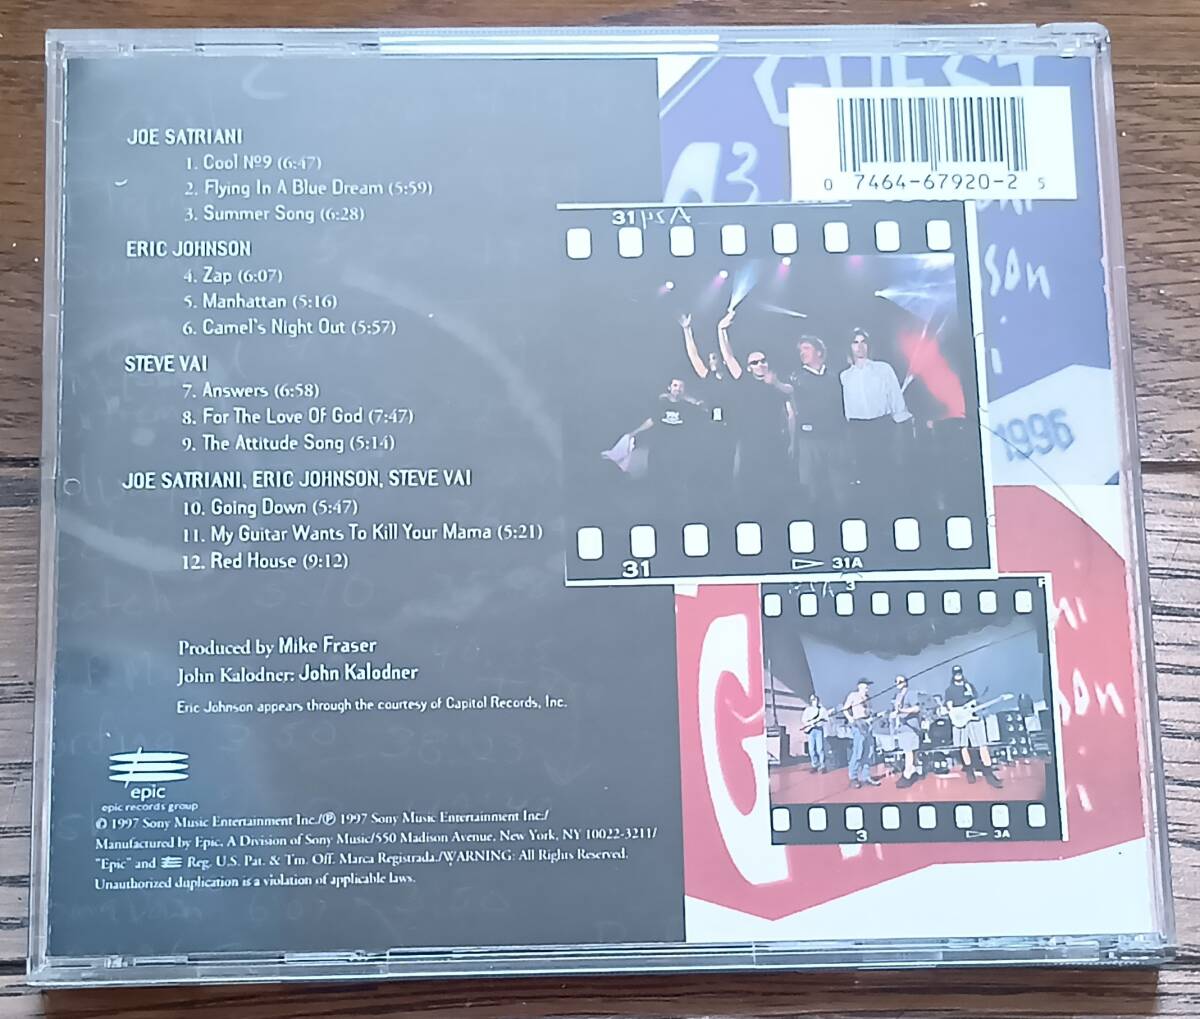 JOE SATRIANI
1. Cool №9 (6:47)
2. Flying In A Blue Dream (5:59)
3. Summer Song (6:28)
ERIC JOHNSON
4. Zap (6:07)
5. Manhattan (5:16)
6. Camel's Night Out (5:57)
STEVE VAI
7. Answers (6:58)
8. For The Love Of God (7:47)
9. The Attitude Song (5:14)
JOE SATRIANI, ERIC JOHNSON, STEVE VAI
10. Going Down (5:47)
11. My Guitar Wants To Kill Your Mama (5:21)
12. Red House (9:12)
Produced by Mike Fraser
John Kalodner: John Kalodner
Eric Johnson appears through the courtesy of Capitol Records, Inc.
epic
epic records group
© 1997 Sony Music Entertainment Inc./℗ 1997 Sony Music Entertainment Inc./
Manufactured by Epic, A Division of Sony Music/550 Madison Avenue, New York, NY 10022-3211/
"Epic" and Reg. U.S. Pat. & Tm. Off. Marca Registrada./WARNING: All Rights Reserved.
Unauthorized duplication is a violation of applicable laws.
GUEST
G3
0 7464-67920-2 5
son
1996
31
31 31A
3
3 3A
son
G